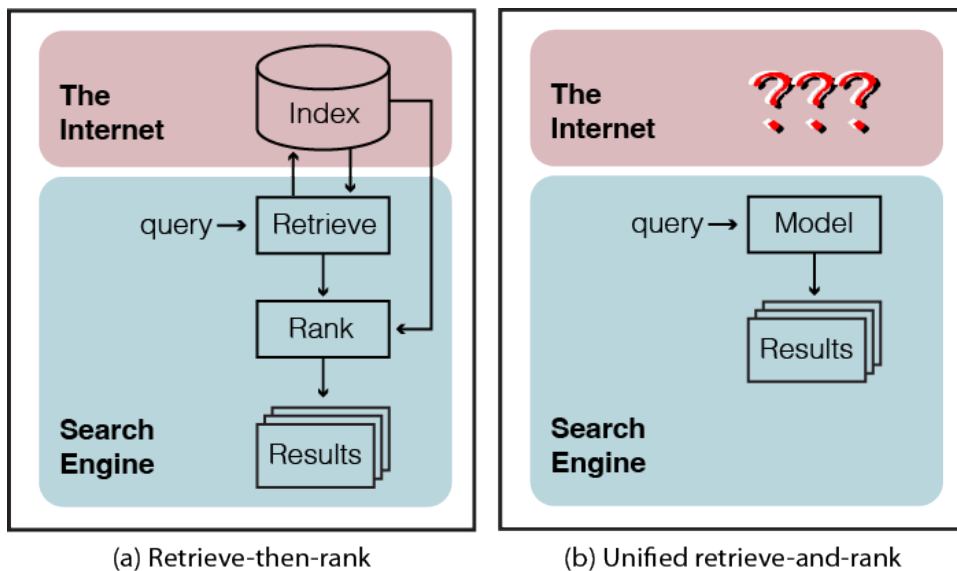 The
Internet
Index
query
Retrieve
Rank
Results
Search
Engine
(a) Retrieve-then-rank
The
Internet
???
query
Model
Results
Search
Engine
(b) Unified retrieve-and-rank